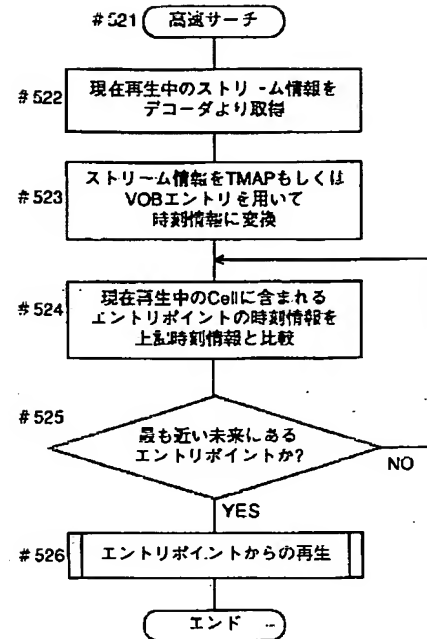 #521 高速サーチ
#522
現在再生中のストリーム情報を
デコーダより取得
#523
ストリーム情報をTMAPもしくは
VOBエントリを用いて
時刻情報に変換
#524
現在再生中のCellに含まれる
エントリポイントの時刻情報を
上記時刻情報と比較
#525
最も近い未来にある
エントリポイントか?
NO
YES
#526 エントリポイントからの再生
エンド